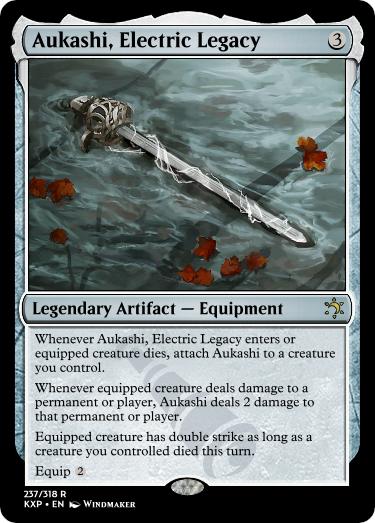 Aukashi, Electric Legacy 3
Legendary Artifact — Equipment
Whenever Aukashi, Electric Legacy enters or
equipped creature dies, attach Aukashi to a creature
you control.
Whenever equipped creature deals damage to a
permanent or player, Aukashi deals 2 damage to
that permanent or player.
Equipped creature has double strike as long as a
creature you controlled died this turn.
Equip 2
237/318 R
KXP • EN Windmaker